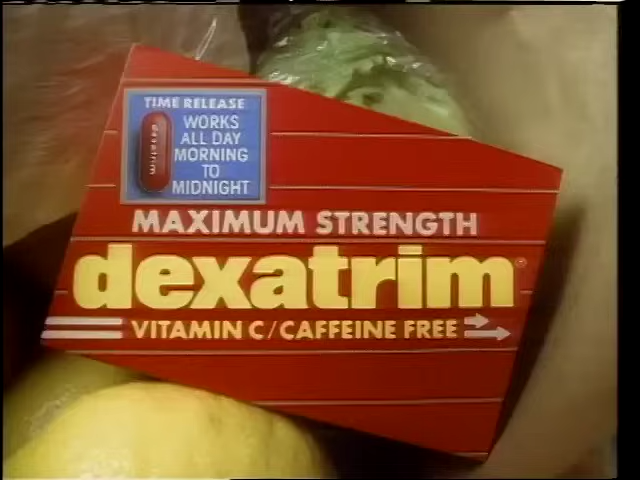 TIME RELEASE
WORKS
ALL DAY
MORNING
TO
MIDNIGHT
dexatrim
MAXIMUM STRENGTH
dexatrim®
VITAMIN C/CAFFEINE FREE